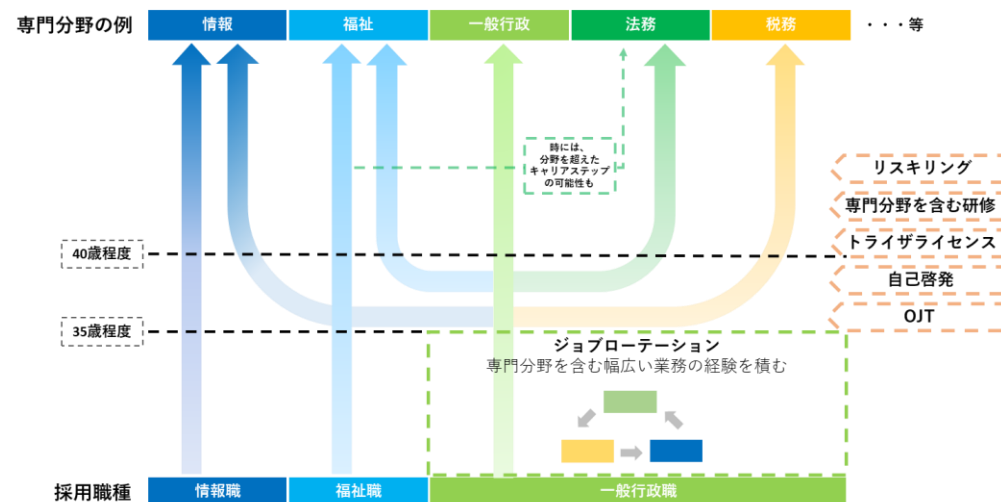 専門分野の例
情報
福祉
一般行政
法務
税務
・・・等
時には、
分野を超えた
キャリアステップ
の可能性も
リスキリング
専門分野を含む研修
トライザライセンス
自己啓発
OJT
40歳程度
35歳程度
ジョブローテーション
専門分野を含む幅広い業務の経験を積む
採用職種
情報職
福祉職
一般行政職